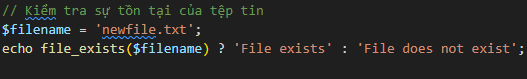 // Kiểm tra sự tồn tại của tệp tin
$filename = 'newfile.txt';
echo file_exists($filename) ? 'File exists' : 'File does not exist';